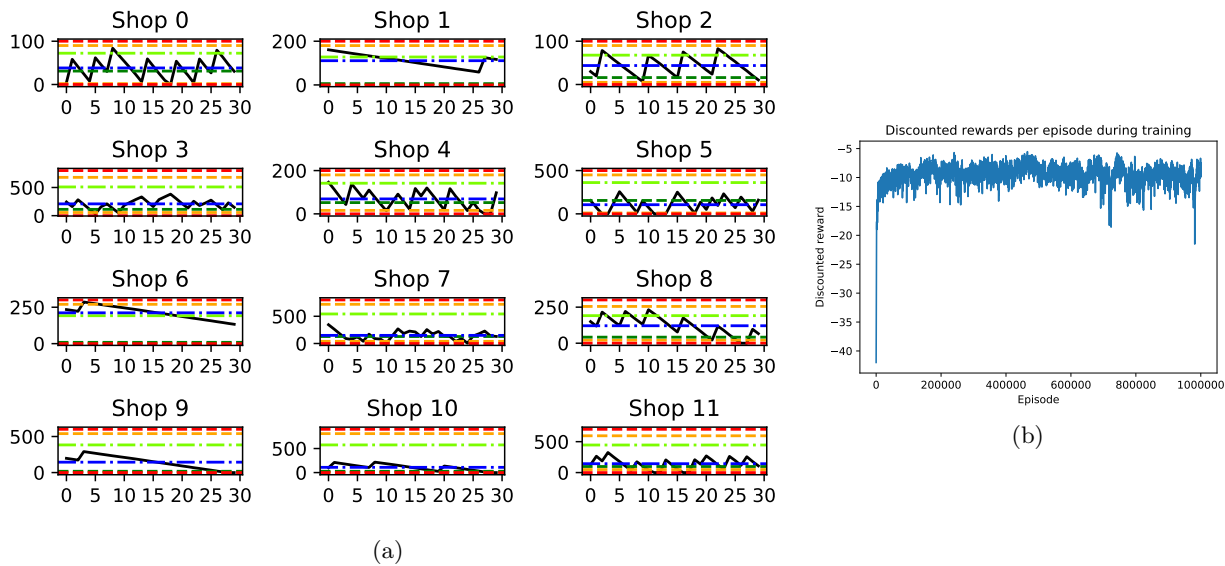 Shop 0
Shop 1
Shop 2
100
0
0 5 10 15 20 25 30
200
0
0 5 10 15 20 25 30
100
0
0 5 10 15 20 25 30
Shop 3
Shop 4
Shop 5
500
0
0 5 10 15 20 25 30
200
0
0 5 10 15 20 25 30
500
0
0 5 10 15 20 25 30
Shop 6
Shop 7
Shop 8
250
0
0 5 10 15 20 25 30
500
0
0 5 10 15 20 25 30
250
0
0 5 10 15 20 25 30
Shop 9
Shop 10
Shop 11
500
0
0 5 10 15 20 25 30
500
0
0 5 10 15 20 25 30
500
0
0 5 10 15 20 25 30
(a)
Discounted rewards per episode during training
Discounted reward
−5
−10
−15
−20
−25
−30
−35
−40
0 200000 400000 600000 800000 1000000
Episode
(b)